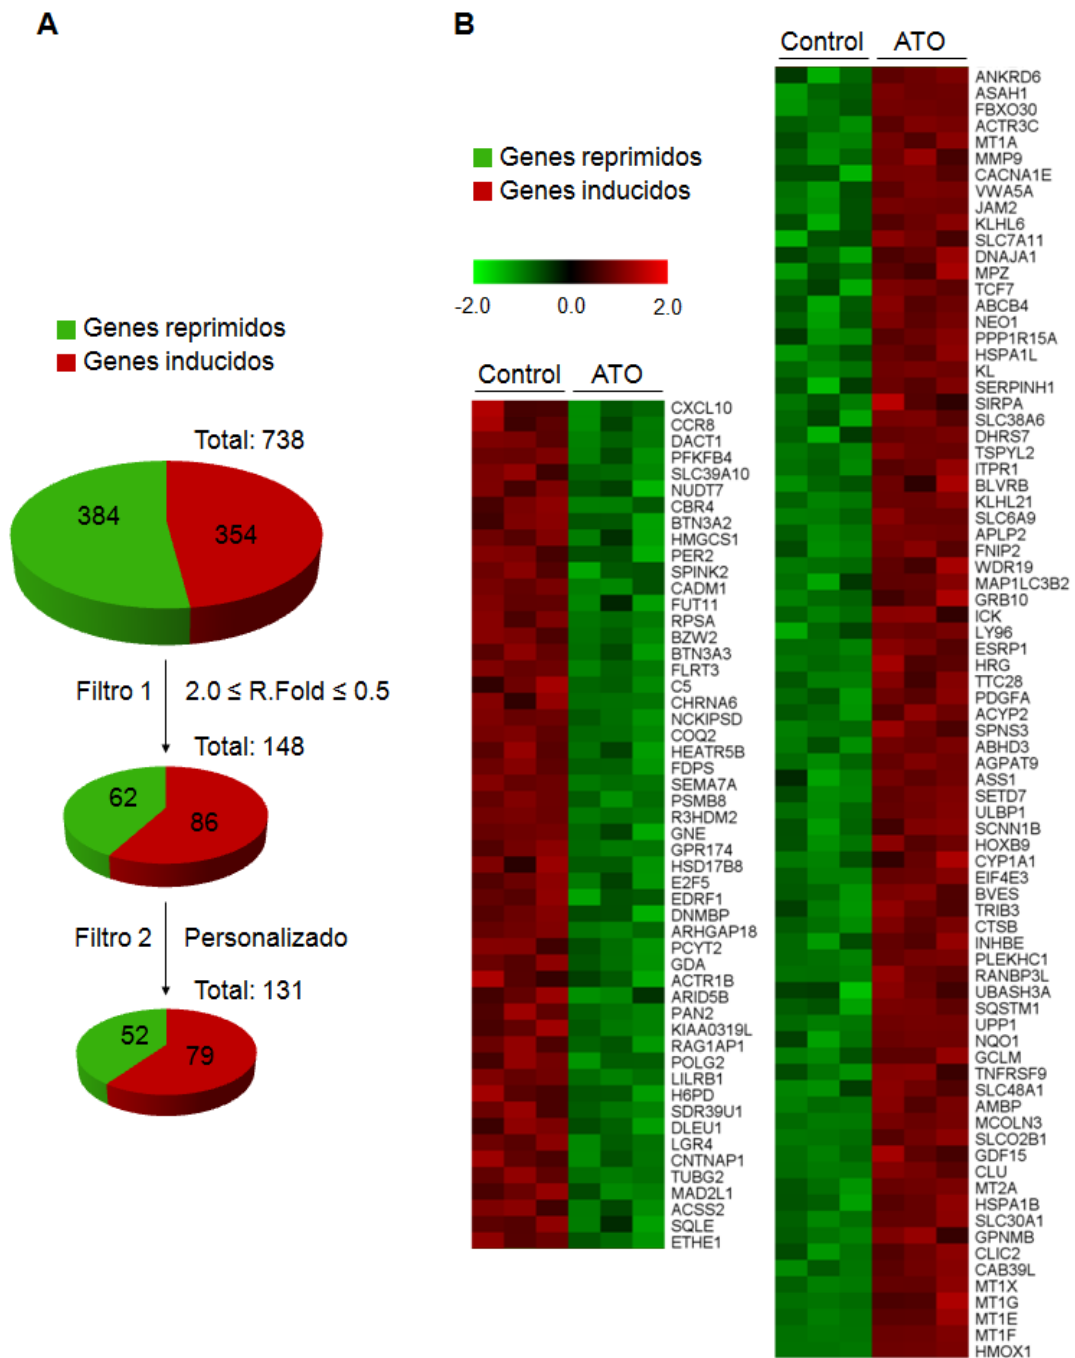 A
Genes reprimidos
Genes inducidos
Total: 738
384
354
Filtro 1
2.0 ≤ R.Fold ≤ 0.5
Total: 148
62
86
Filtro 2
Personalizado
Total: 131
52
79
B
Genes reprimidos
Genes inducidos
-2.0
0.0
2.0
Control
ATO
CXCL10
CCR8
DACT1
PFKFB4
SLC39A10
NUDT7
CBR4
BTN3A2
HMGCS1
PER2
SPINK2
CADM1
FUT11
RPSA
BZW2
BTN3A3
FLRT3
C5
CHRNA6
NCKIPSD
COQ2
HEATR5B
FDPS
SEMA7A
PSMB8
R3HDM2
GNE
GPR174
HSD17B8
E2F5
EDRF1
DNMBP
ARHGAP18
PCYT2
GDA
ACTR1B
ARID5B
PAN2
KIAA0319L
RAG1AP1
POLG2
LILRB1
H6PD
SDR39U1
DLEU1
LGR4
CNTNAP1
TUBG2
MAD2L1
ACSS2
SQLE
ETHE1
Control
ATO
ANKRD6
ASAH1
FBXO30
ACTR3C
MT1A
MMP9
CACNA1E
VWA5A
JAM2
KLHL6
SLC7A11
DNAJA1
MPZ
TCF7
ABCB4
NEO1
PPP1R15A
HSPA1L
KL
SERPINH1
SIRPA
SLC38A6
DHRS7
TSPYL2
ITPR1
BLVRB
KLHL21
SLC6A9
APLP2
FNIP2
WDR19
MAP1LC3B2
GRB10
ICK
LY96
ESRP1
HRG
TTC28
PDGFA
ACYP2
SPNS3
ABHD3
AGPAT9
ASS1
SETD7
ULBP1
SCNN1B
HOXB9
CYP1A1
EIF4E3
BVES
TRIB3
CTSB
INHBE
PLEKHC1
RANBP3L
UBASH3A
SQSTM1
UPP1
NQO1
GCLM
TNFRSF9
SLC48A1
AMBP
MCOLN3
SLCO2B1
GDF15
CLU
MT2A
HSPA1B
SLC30A1
GPNMB
CLIC2
CAB39L
MT1X
MT1G
MT1E
MT1F
HMOX1